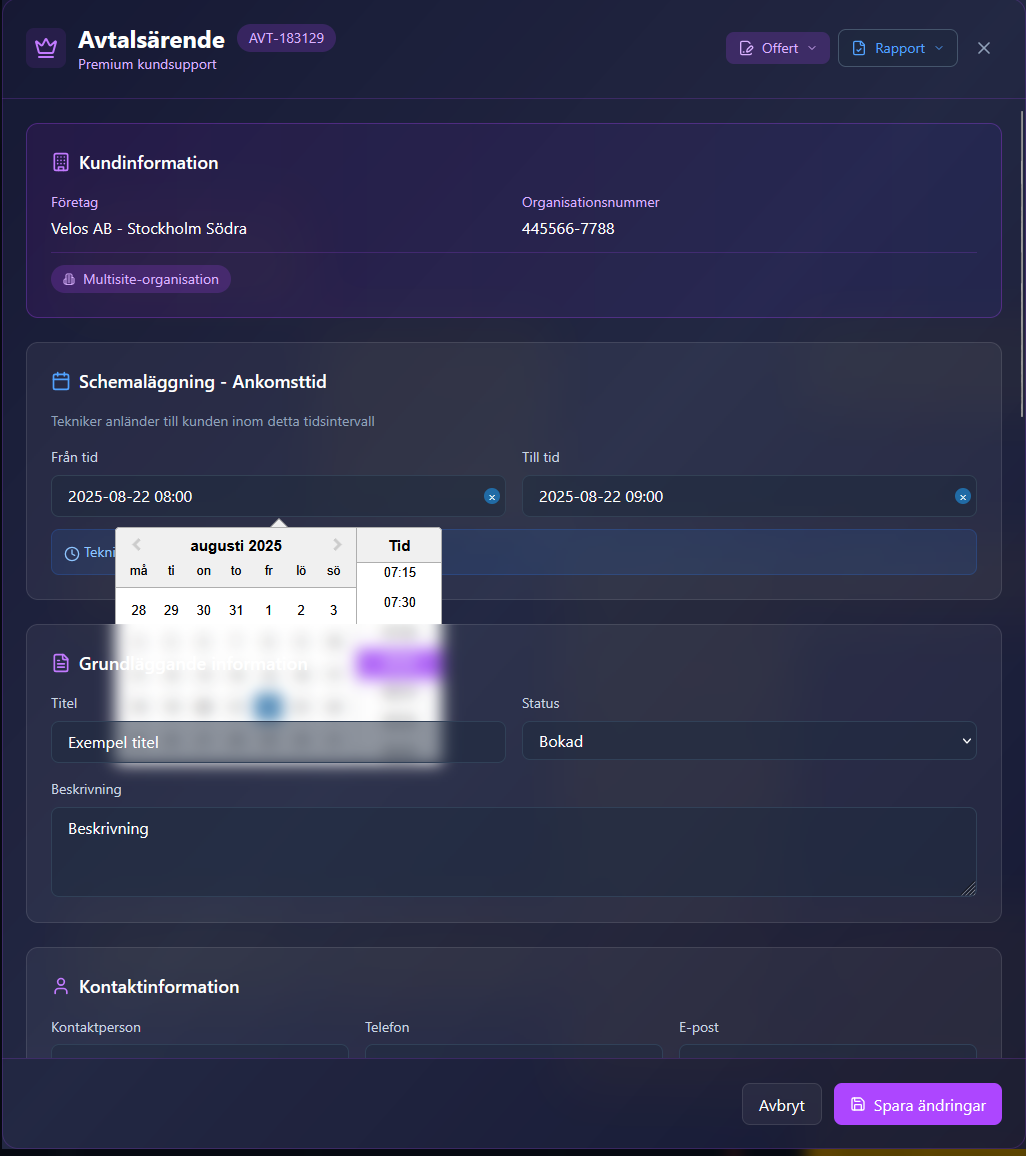 Avtalsärende AVT-183129
Premium kundsupport
Offert
Rapport
Kundinformation
Företag
Organisationsnummer
Velos AB - Stockholm Södra
445566-7788
Multisite-organisation
Schemaläggning - Ankomsttid
Tekniker anländer till kunden inom detta tidsintervall
Från tid
Till tid
2025-08-22 08:00
2025-08-22 09:00
Tekni
augusti 2025
Tid
må ti on to fr lö sö
07:15
07:30
28 29 30 31 1 2 3
Grundläggande information
Titel
Status
Exempel titel
Bokad
Beskrivning
Beskrivning
Kontaktinformation
Kontaktperson
Telefon
E-post
Avbryt
Spara ändringar